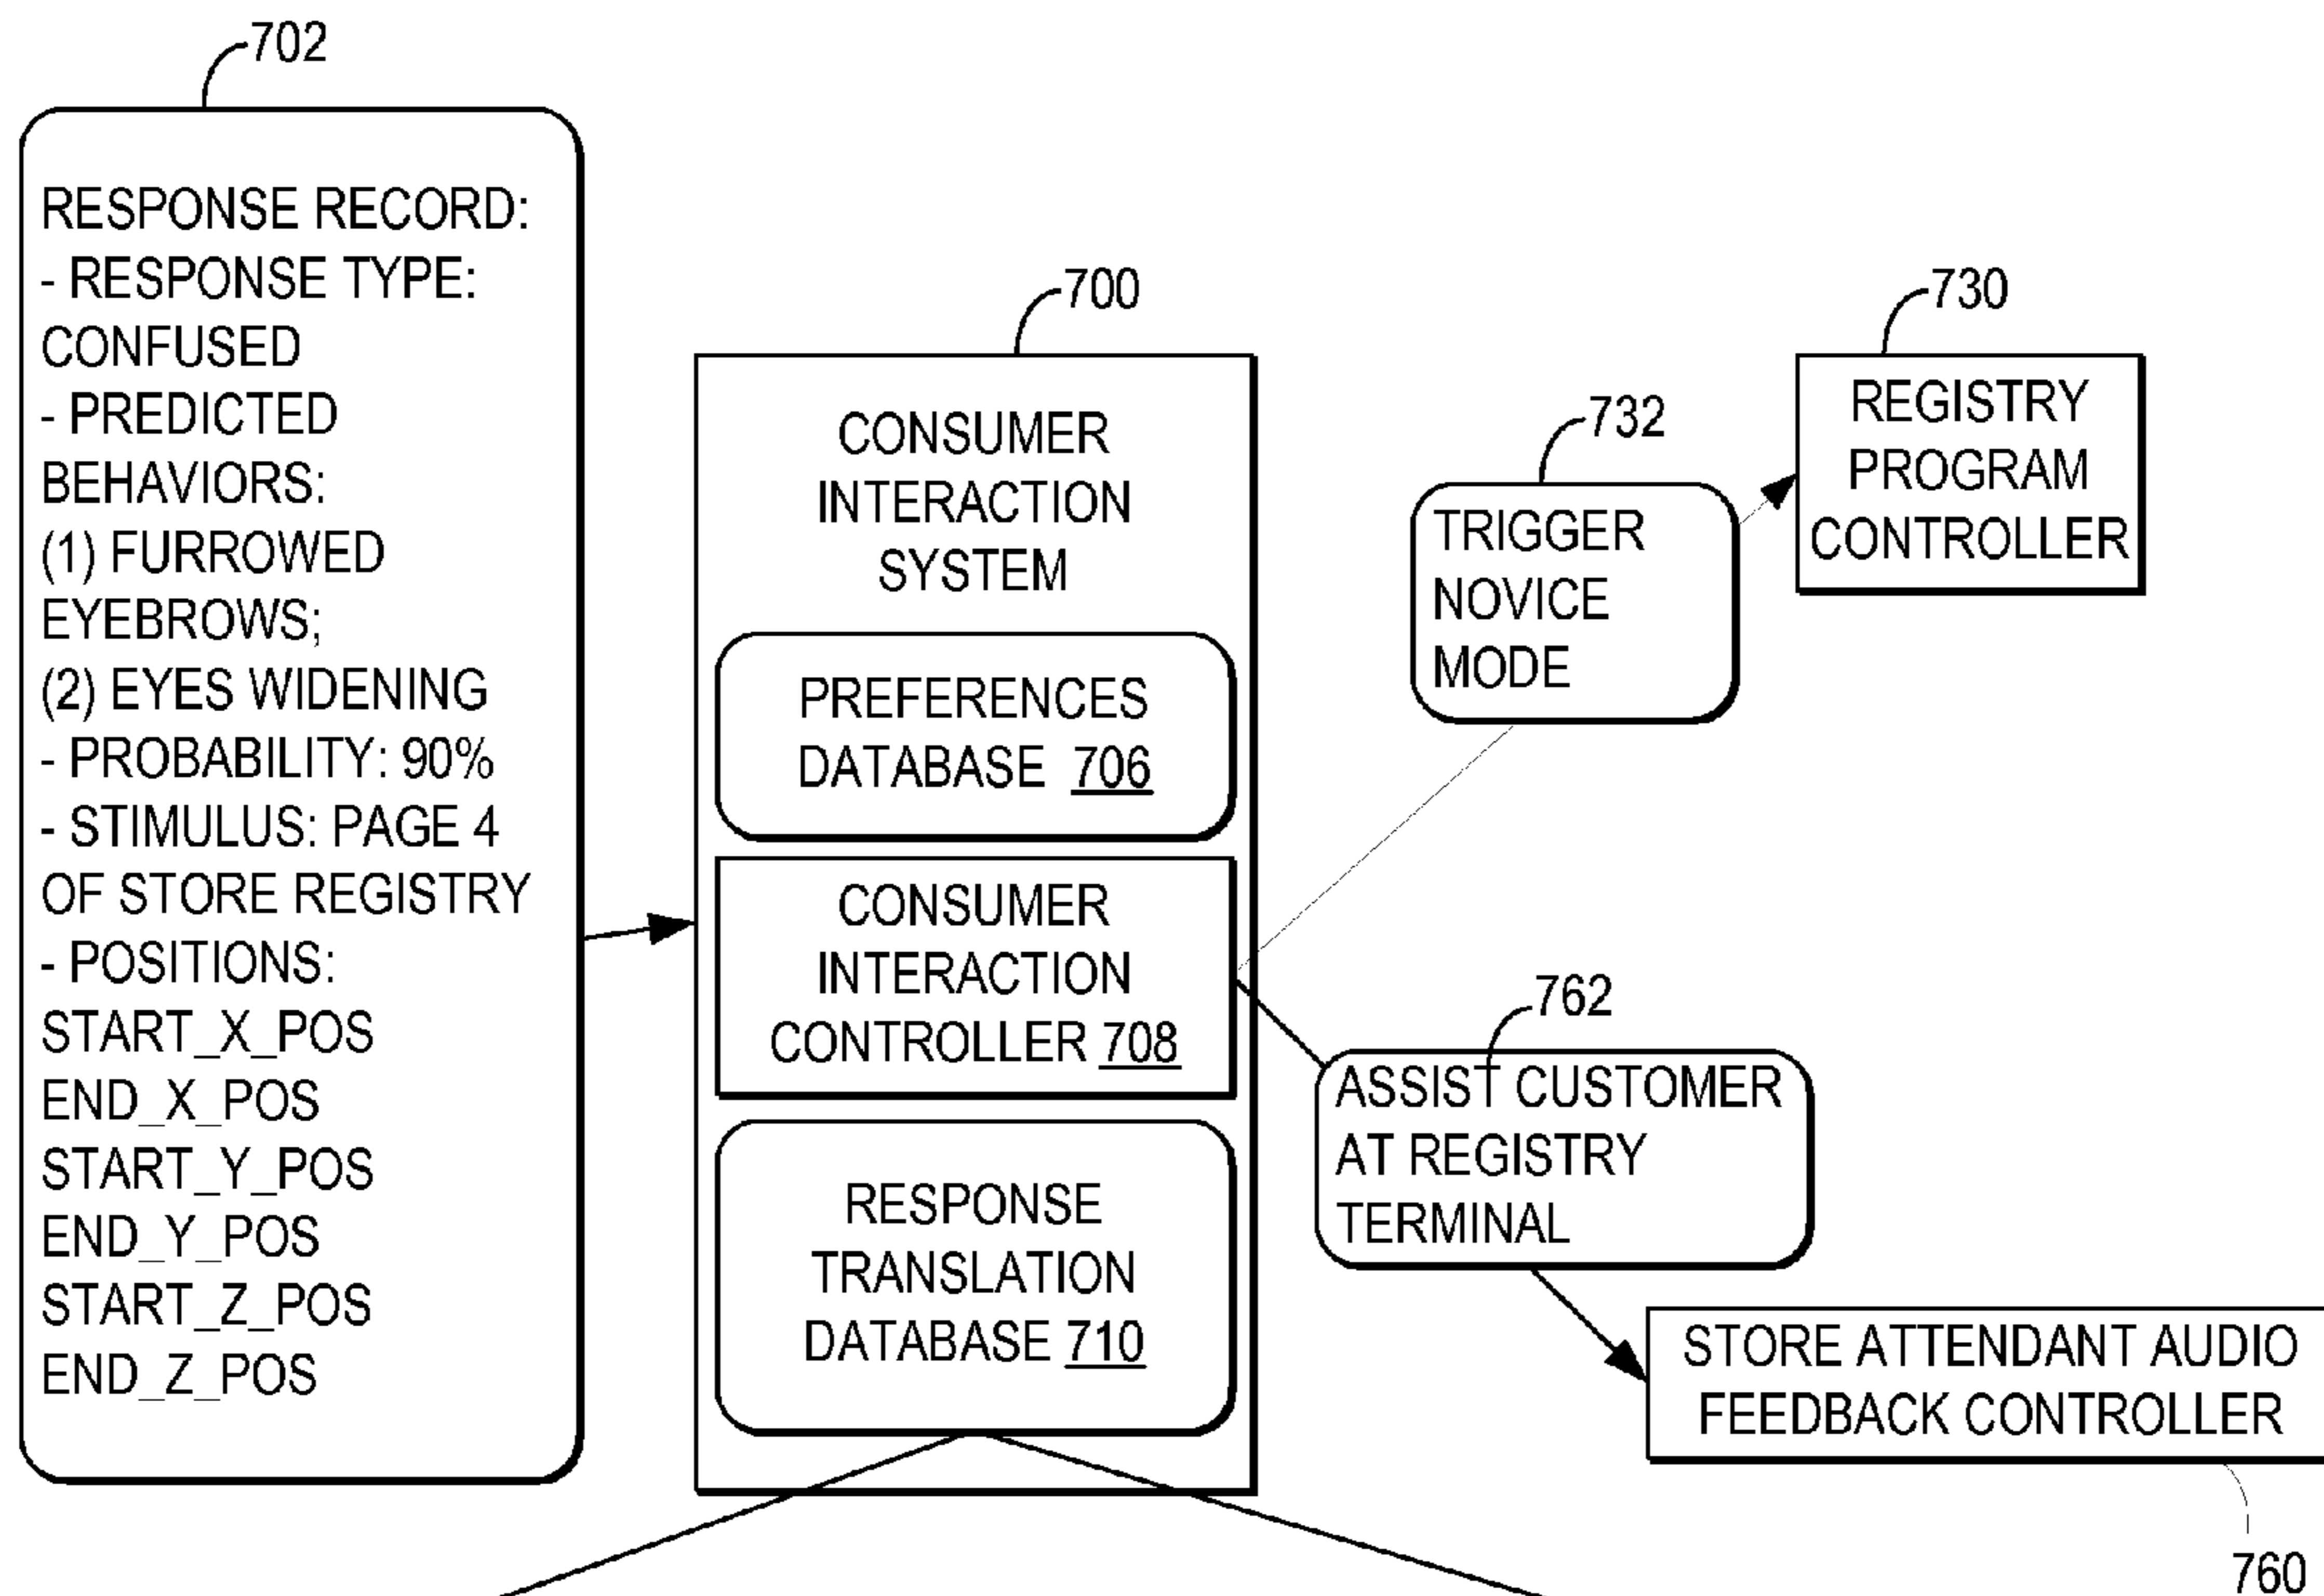 702
RESPONSE RECORD:
- RESPONSE TYPE:
CONFUSED
- PREDICTED
BEHAVIORS:
(1) FURROWED
EYEBROWS;
(2) EYES WIDENING
- PROBABILITY: 90%
- STIMULUS: PAGE 4
OF STORE REGISTRY
- POSITIONS:
START_X_POS
END_X_POS
START_Y_POS
END_Y_POS
START_Z_POS
END_Z_POS
700
CONSUMER
INTERACTION
SYSTEM
PREFERENCES
DATABASE 706
CONSUMER
INTERACTION
CONTROLLER 708
RESPONSE
TRANSLATION
DATABASE 710
732
TRIGGER
NOVICE
MODE
730
REGISTRY
PROGRAM
CONTROLLER
762
ASSIST CUSTOMER
AT REGISTRY
TERMINAL
STORE ATTENDANT AUDIO
FEEDBACK CONTROLLER
760